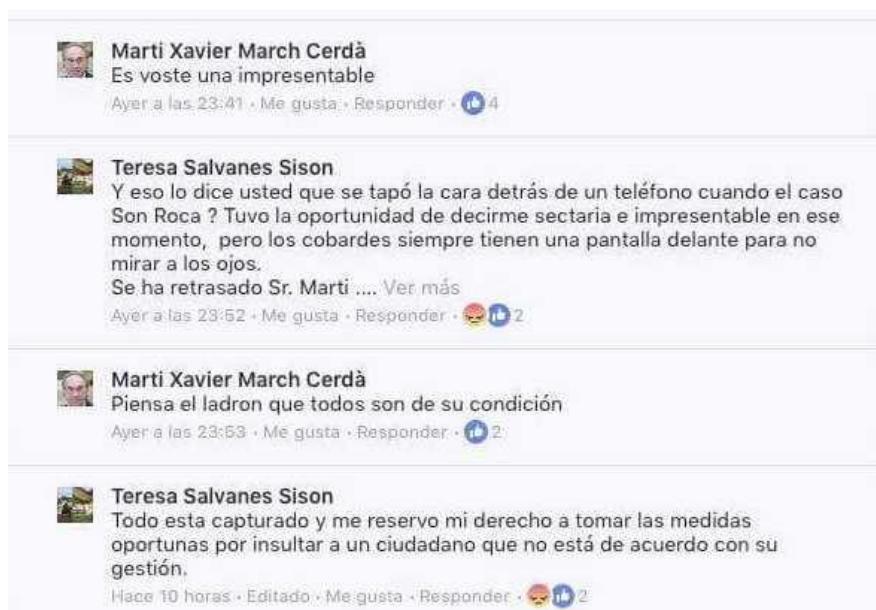 Marti Xavier March Cerdà
Es voste una impresentable
Ayer a las 23:41 · Me gusta · Responder · 4
Teresa Salvanes Sison
Y eso lo dice usted que se tapó la cara detrás de un teléfono cuando el caso
Son Roca ? Tuvo la oportunidad de decirme sectaria e impresentable en ese
momento, pero los cobardes siempre tienen una pantalla delante para no
mirar a los ojos.
Se ha retrasado Sr. Marti .... Ver más
Ayer a las 23:52 · Me gusta · Responder · 2
Marti Xavier March Cerdà
Piensa el ladron que todos son de su condición
Ayer a las 23:53 · Me gusta · Responder · 2
Teresa Salvanes Sison
Todo esta capturado y me reservo mi derecho a tomar las medidas
oportunas por insultar a un ciudadano que no está de acuerdo con su
gestión.
Hace 10 horas · Editado · Me gusta · Responder · 2